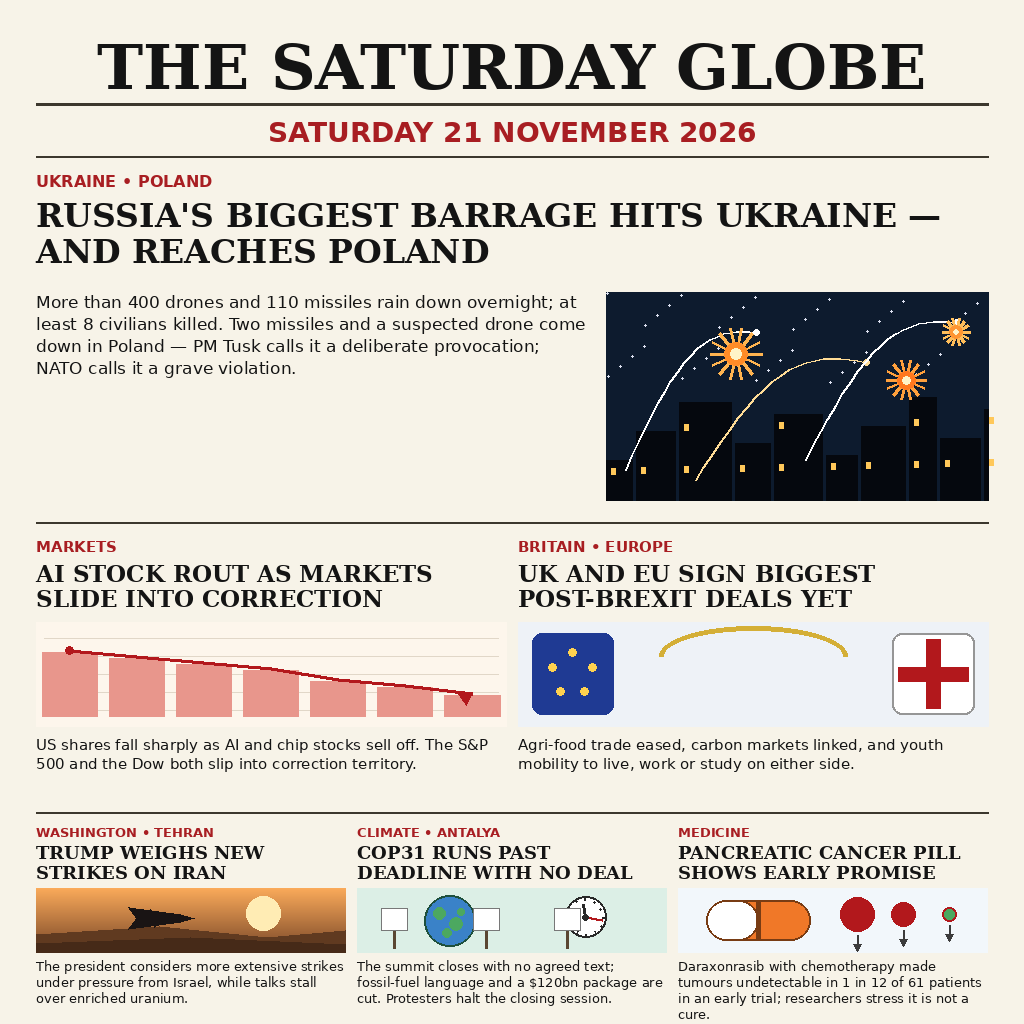 THE SATURDAY GLOBE
SATURDAY 21 NOVEMBER 2026
UKRAINE • POLAND
RUSSIA'S BIGGEST BARRAGE HITS UKRAINE —
AND REACHES POLAND
More than 400 drones and 110 missiles rain down overnight; at
least 8 civilians killed. Two missiles and a suspected drone come
down in Poland — PM Tusk calls it a deliberate provocation;
NATO calls it a grave violation.
MARKETS
AI STOCK ROUT AS MARKETS
SLIDE INTO CORRECTION
US shares fall sharply as AI and chip stocks sell off. The S&P
500 and the Dow both slip into correction territory.
BRITAIN • EUROPE
UK AND EU SIGN BIGGEST
POST-BREXIT DEALS YET
Agri-food trade eased, carbon markets linked, and youth
mobility to live, work or study on either side.
WASHINGTON • TEHRAN
TRUMP WEIGHS NEW
STRIKES ON IRAN
The president considers more extensive strikes
under pressure from Israel, while talks stall
over enriched uranium.
CLIMATE • ANTALYA
COP31 RUNS PAST
DEADLINE WITH NO DEAL
The summit closes with no agreed text;
fossil-fuel language and a $120bn package are
cut. Protesters halt the closing session.
MEDICINE
PANCREATIC CANCER PILL
SHOWS EARLY PROMISE
Daraxonrasib with chemotherapy made
tumours undetectable in 1 in 12 of 61 patients
in an early trial; researchers stress it is not a
cure.